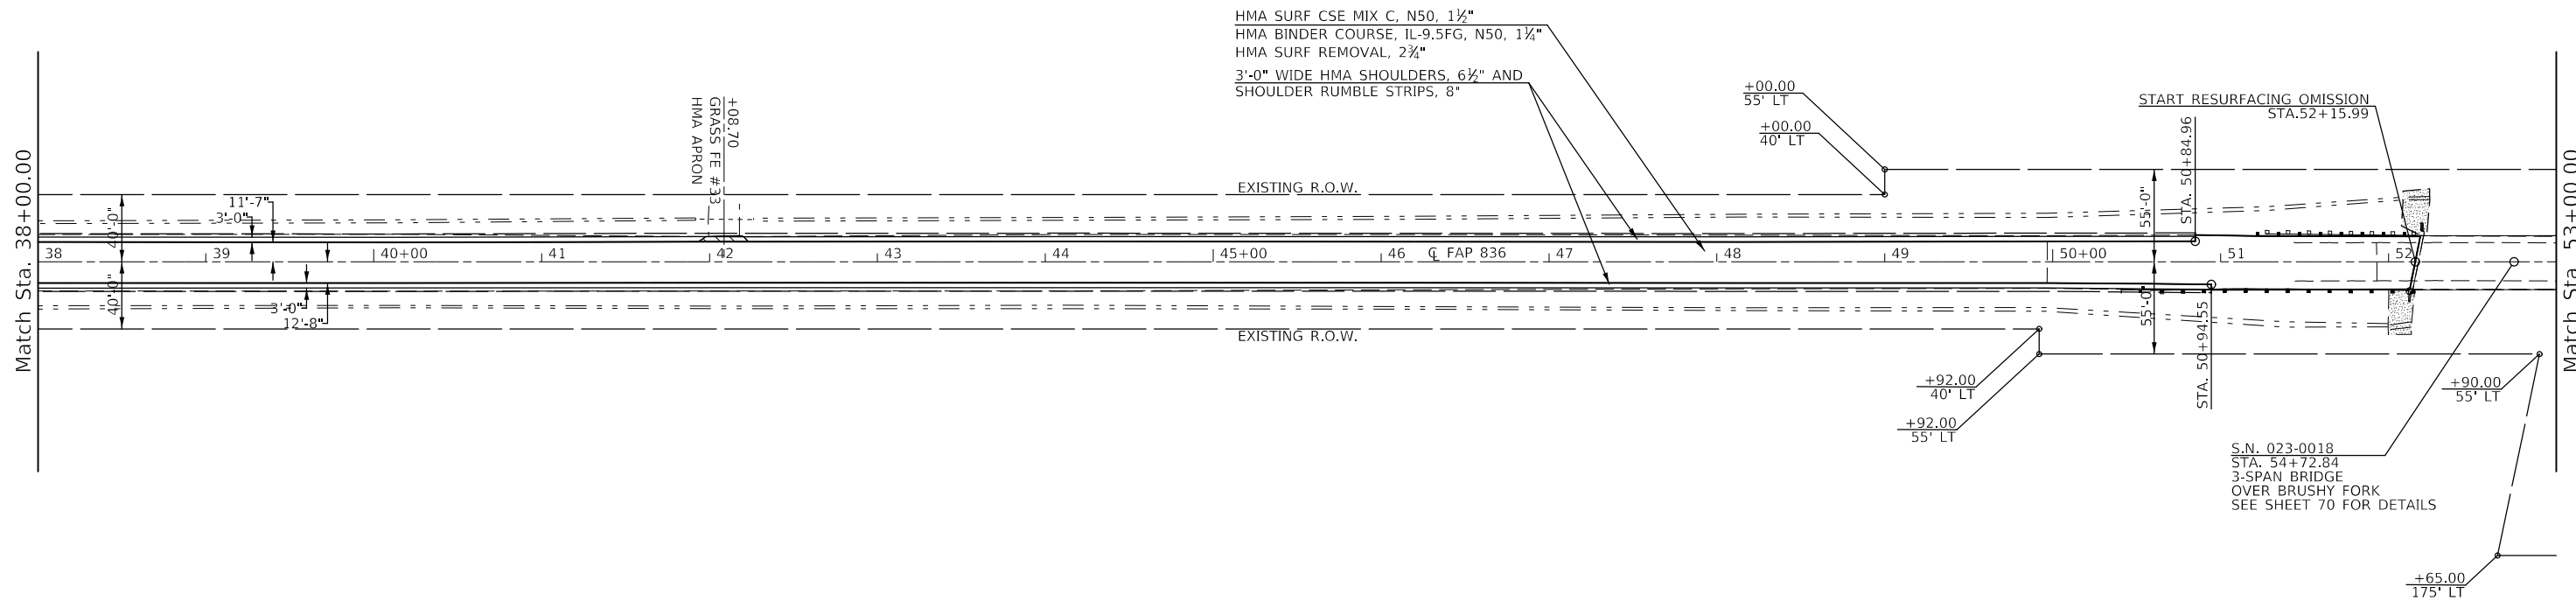 HMA SURF CSE MIX C, N50, 1½"
HMA BINDER COURSE, IL-9.5FG, N50, 1¼"
HMA SURF REMOVAL, 2¾"
3'-0" WIDE HMA SHOULDERS, 6½" AND
SHOULDER RUMBLE STRIPS, 8"
+00.00
55' LT
+00.00
40' LT
START RESURFACING OMISSION
STA.52+15.99
+08.70
GRASS FE #33
HMA APRON
STA. 50+84.96
Match Sta. 38+00.00
Match Sta. 53+00.00
EXISTING R.O.W.
11'-7"
3'-0"
40'-0"
55'-0"
38
39
40+00
41
42
43
44
45+00
46
℄ FAP 836
47
48
49
50+00
51
52
40'-0"
3'-0"
12'-8"
55'-0"
EXISTING R.O.W.
STA. 50+94.55
+92.00
40' LT
+92.00
55' LT
+90.00
55' LT
S.N. 023-0018
STA. 54+72.84
3-SPAN BRIDGE
OVER BRUSHY FORK
SEE SHEET 70 FOR DETAILS
+65.00
175' LT